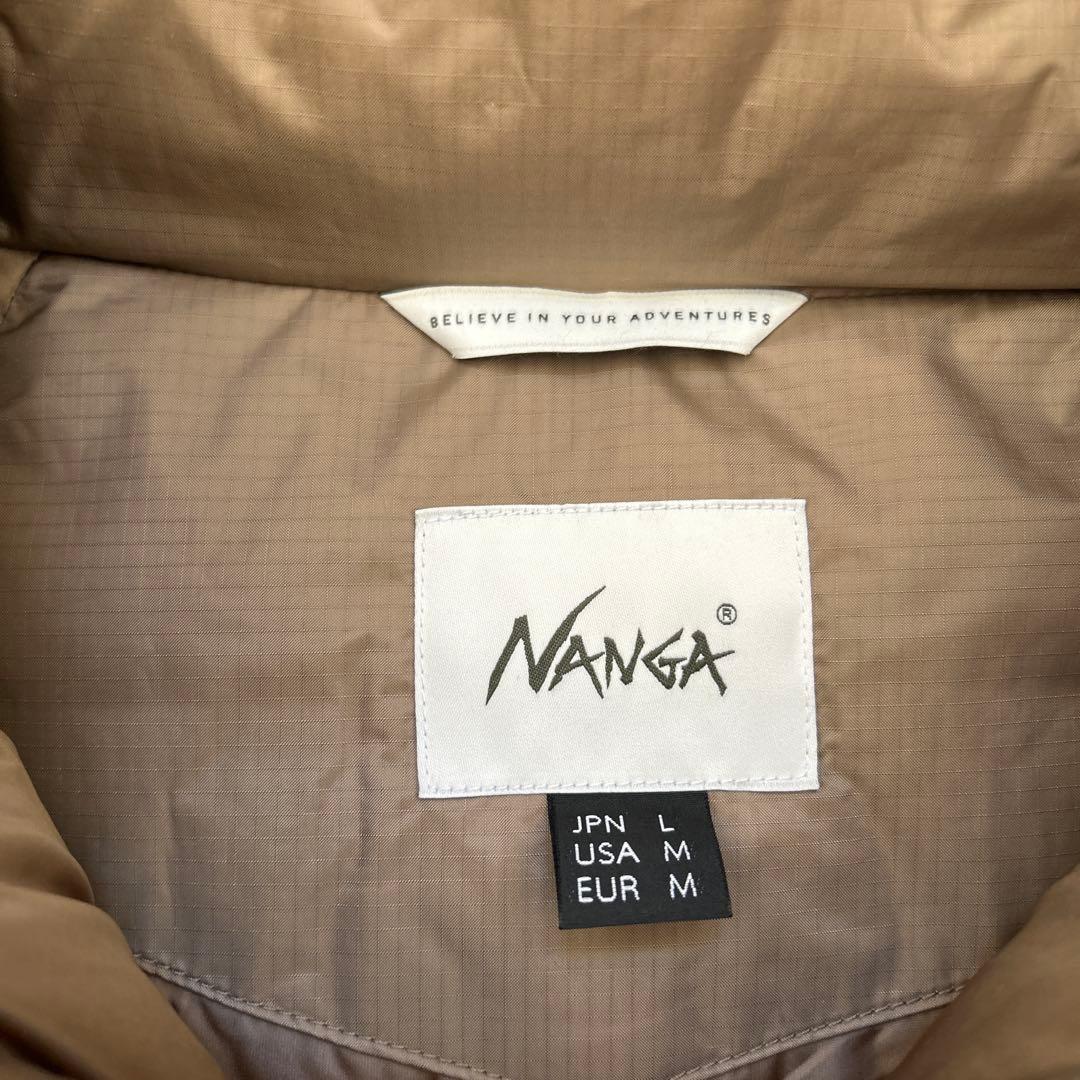 BELIEVE IN YOUR ADVENTURES
NANGA®
JPN L
USA M
EUR M